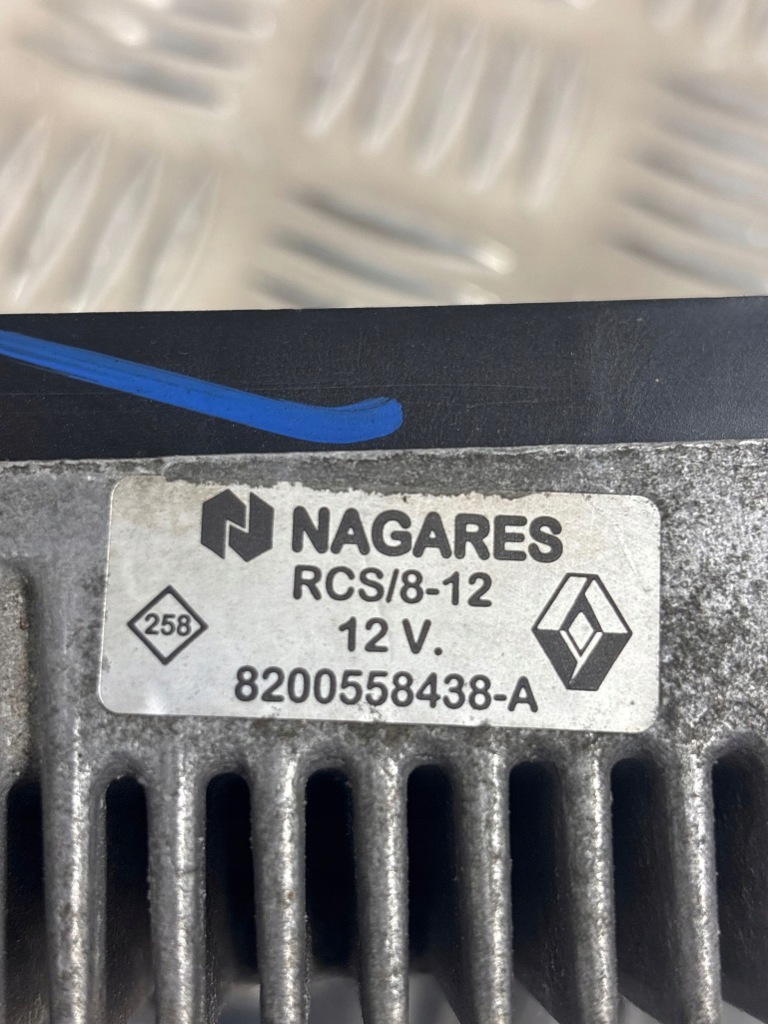 NAGARES
RCS/8-12
258
12 V.
8200558438-A